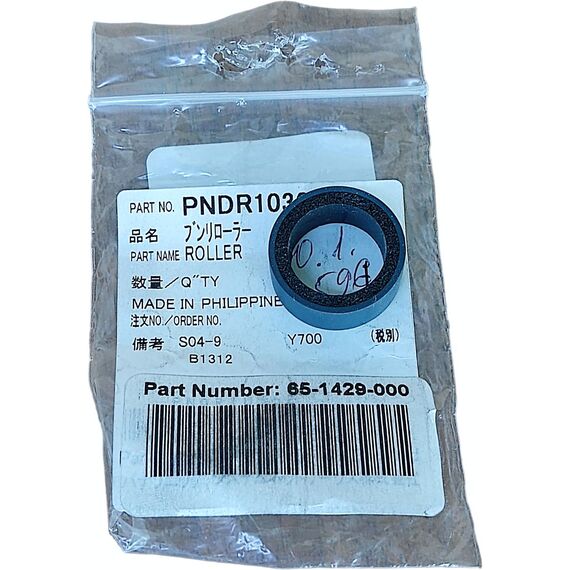 PART NO. PNDR103
品名 ブンリローラー
PART NAME ROLLER
数量/Q"TY
MADE IN PHILIPPINE
注文NO./ORDER NO.
備考 S04-9 Y700 (税別)
B1312
Part Number: 65-1429-000